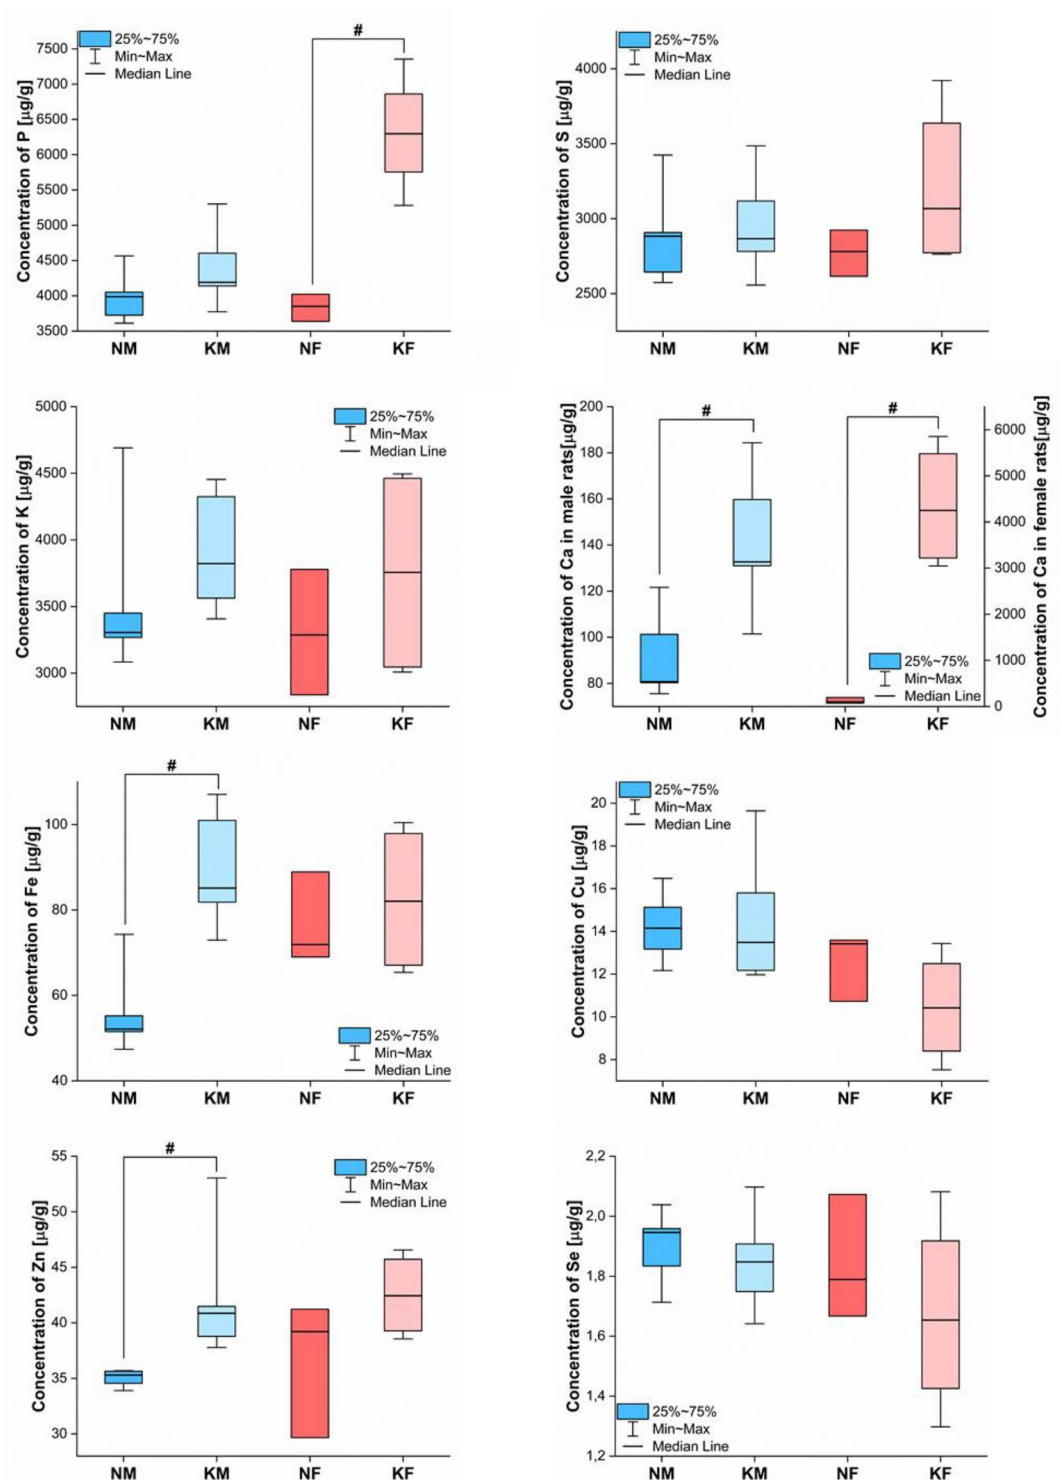 #
25%~75%
Min~Max
Median Line
Concentration of P [µg/g]
7500
7000
6500
6000
5500
5000
4500
4000
3500
NM KM NF KF
25%~75%
Min~Max
Median Line
Concentration of S [µg/g]
4000
3500
3000
2500
NM KM NF KF
25%~75%
Min~Max
Median Line
Concentration of K [µg/g]
5000
4500
4000
3500
3000
NM KM NF KF
# #
25%~75%
Min~Max
Median Line
Concentration of Ca in male rats[µg/g]
200
180
160
140
120
100
80
Concentration of Ca in female rats[µg/g]
6000
5000
4000
3000
2000
1000
0
NM KM NF KF
#
Concentration of Fe [µg/g]
100
80
60
40
25%~75%
Min~Max
Median Line
NM KM NF KF
25%~75%
Min~Max
Median Line
Concentration of Cu [µg/g]
20
18
16
14
12
10
8
NM KM NF KF
#
25%~75%
Min~Max
Median Line
Concentration of Zn [µg/g]
55
50
45
40
35
30
NM KM NF KF
Concentration of Se [µg/g]
2,2
2,0
1,8
1,6
1,4
1,2
25%~75%
Min~Max
Median Line
NM KM NF KF